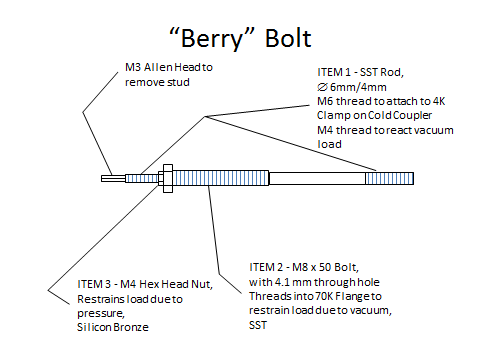 “Berry” Bolt
M3 Allen Head to
remove stud
ITEM 1 - SST Rod,
∅ 6mm/4mm
M6 thread to attach to 4K
Clamp on Cold Coupler
M4 thread to react vacuum
load
ITEM 3 - M4 Hex Head Nut,
Restrains load due to
pressure,
Silicon Bronze
ITEM 2 - M8 x 50 Bolt,
with 4.1 mm through hole
Threads into 70K Flange to
restrain load due to vacuum,
SST